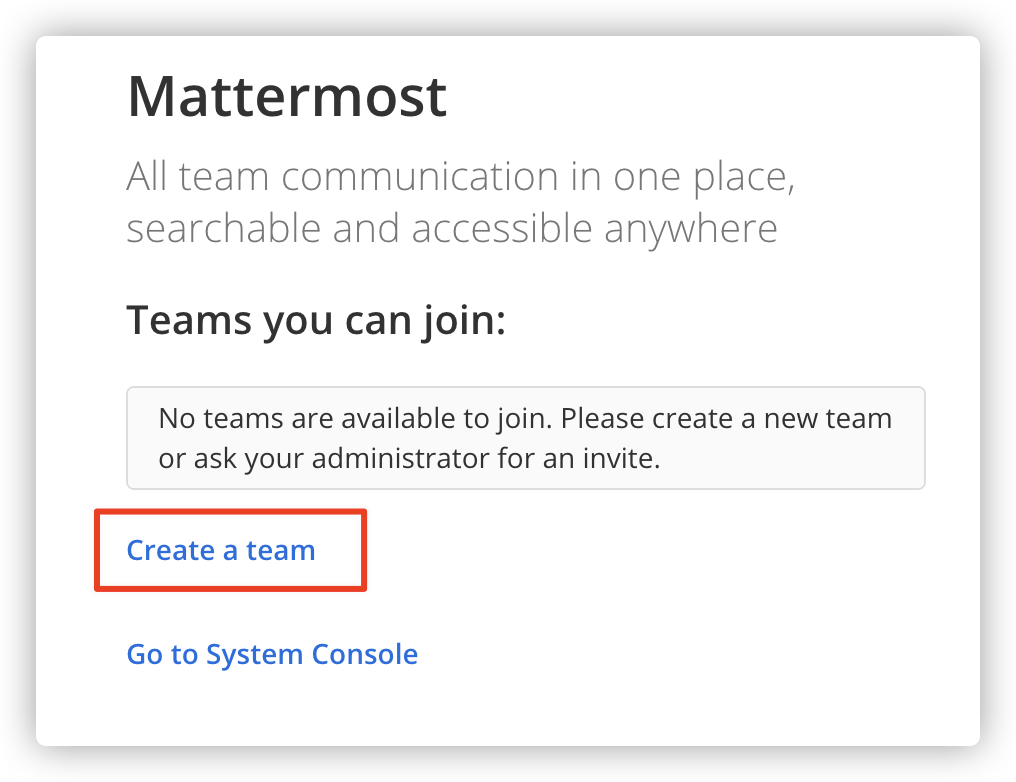 Mattermost
All team communication in one place,
searchable and accessible anywhere
Teams you can join:
No teams are available to join. Please create a new team
or ask your administrator for an invite.
Create a team
Go to System Console